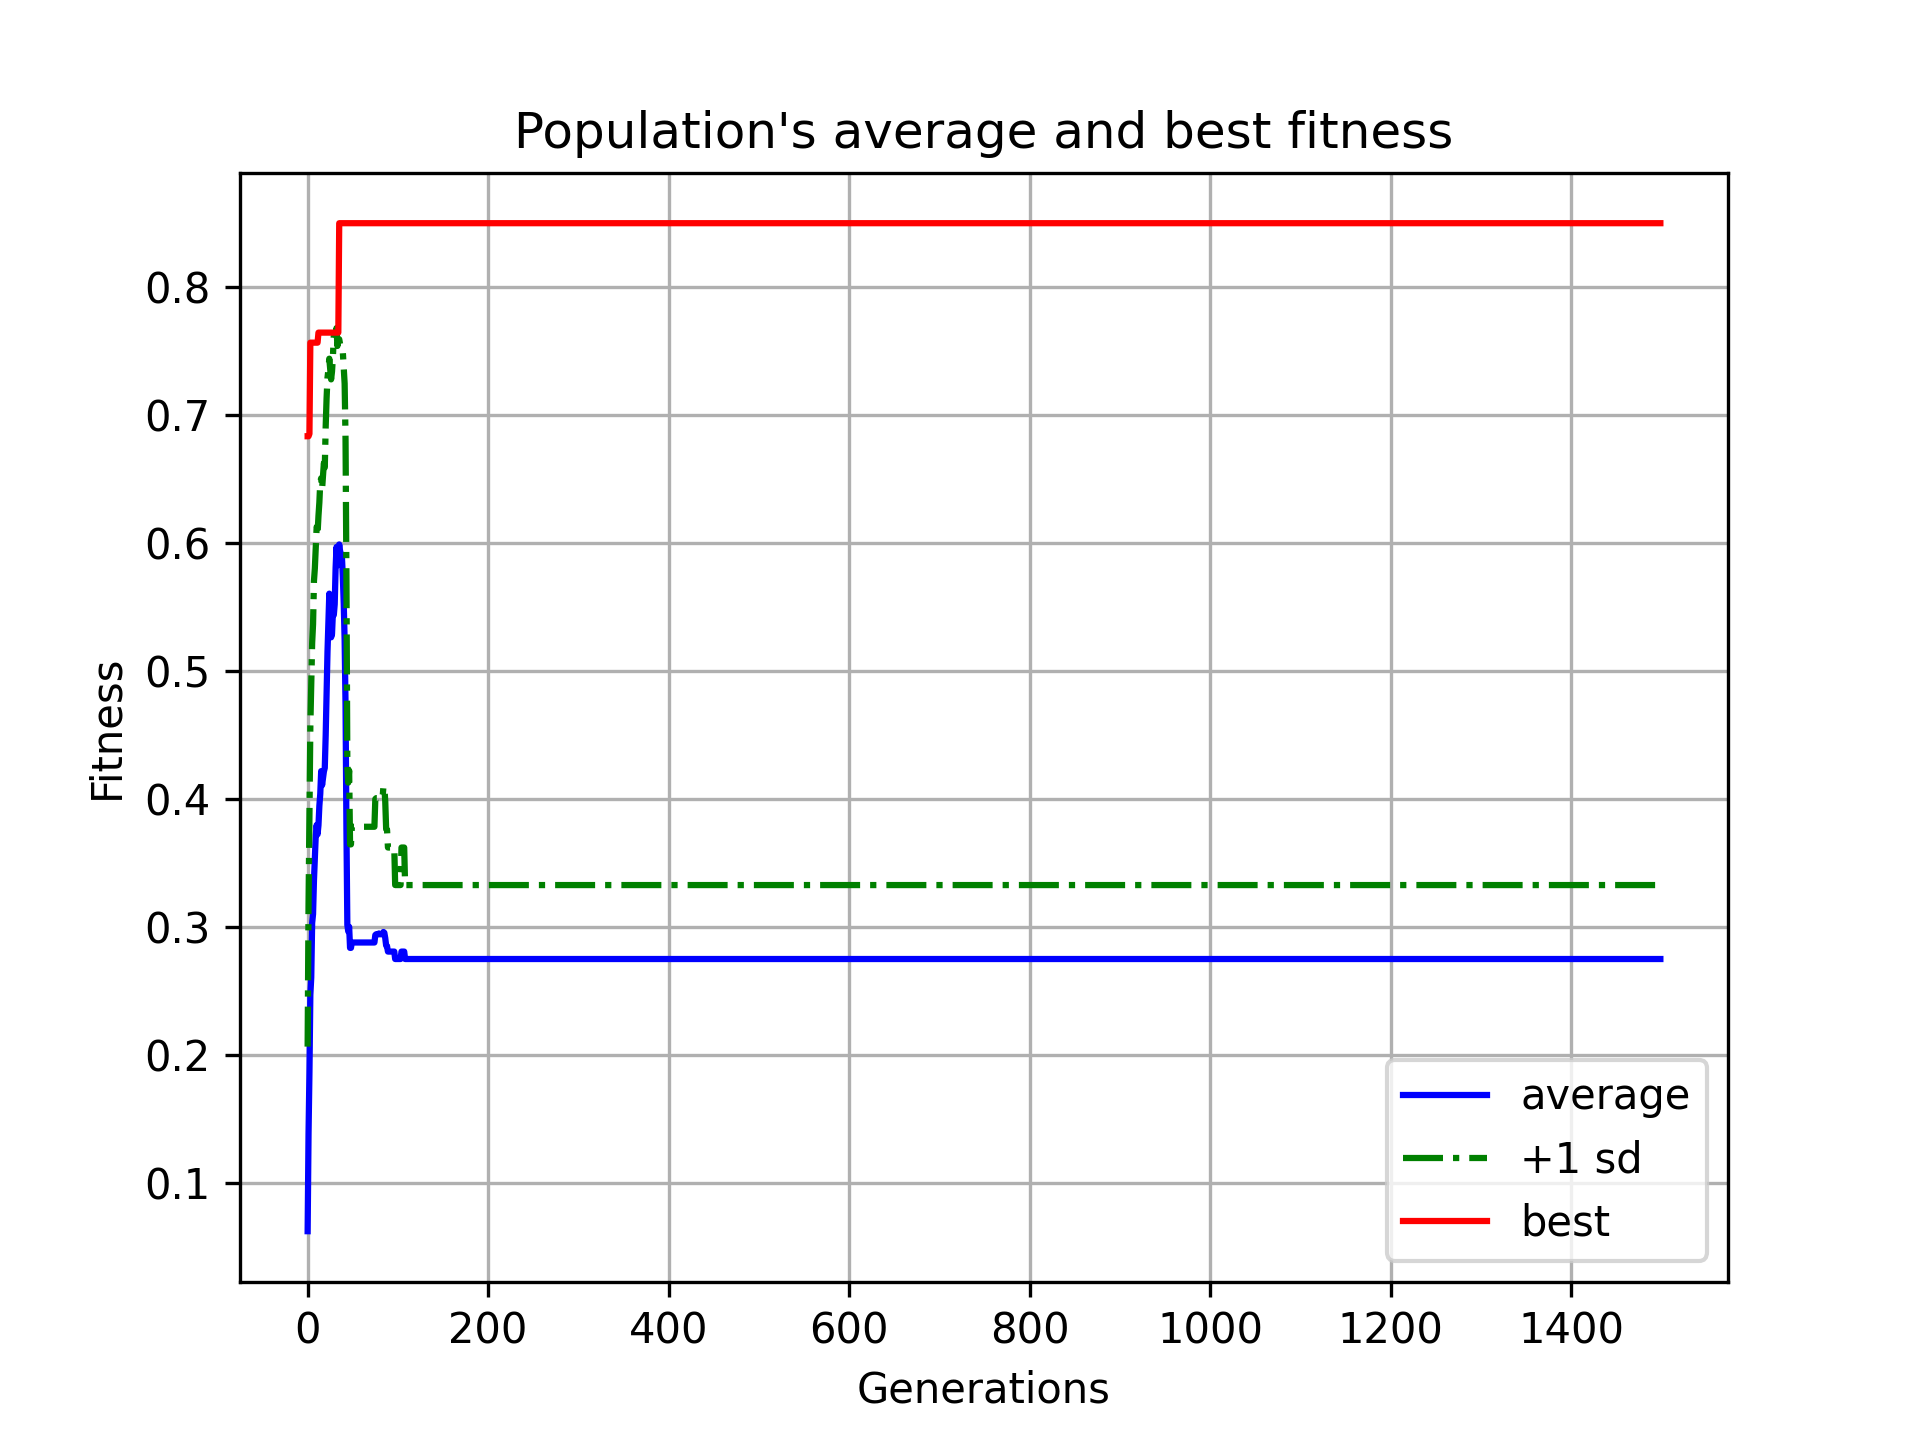 Population's average and best fitness
Fitness
0.8
0.7
0.6
0.5
0.4
0.3
0.2
0.1
0 200 400 600 800 1000 1200 1400
Generations
average
+1 sd
best